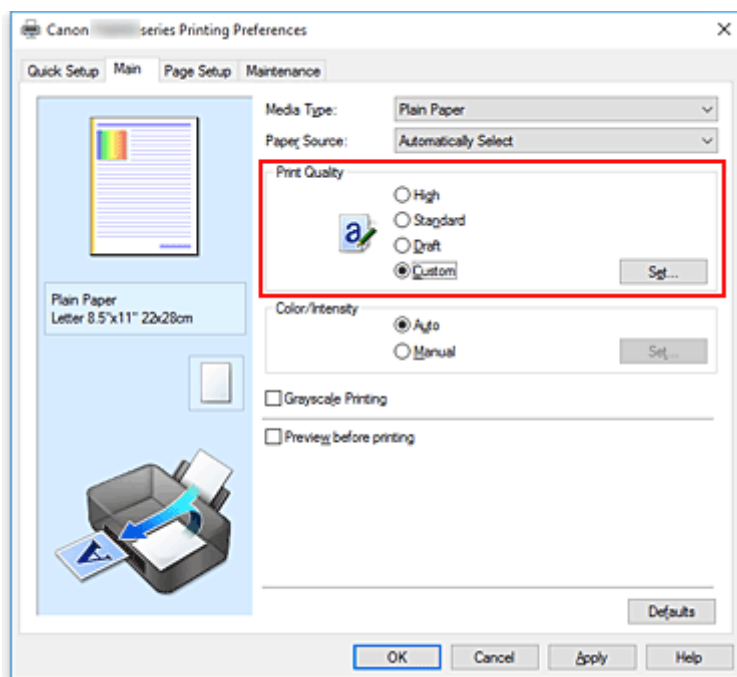 Canon series Printing Preferences
Quick Setup Main Page Setup Maintenance
Media Type: Plain Paper
Paper Source: Automatically Select
Print Quality
High
Standard
Draft
Custom Set...
Plain Paper
Letter 8.5"x11" 22x28cm
Color/Intensity
Auto
Manual Set...
Grayscale Printing
Preview before printing
a
A
Defaults
OK Cancel Apply Help